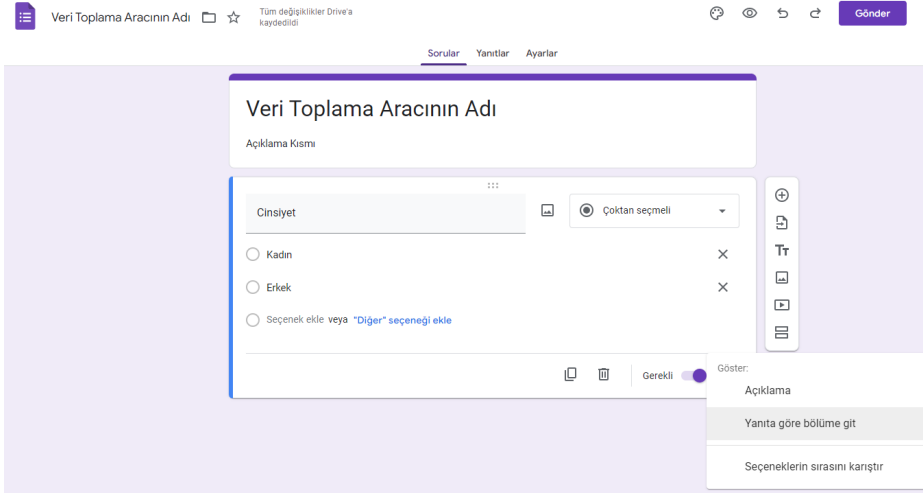 Veri Toplama Aracının Adı
Tüm değişiklikler Drive'a
kaydedildi
Gönder
Sorular Yanıtlar Ayarlar
Veri Toplama Aracının Adı
Açıklama Kısmı
Cinsiyet
Çoktan seçmeli
Kadın
Erkek
Seçenek ekle veya "Diğer" seçeneği ekle
Gerekli
Göster:
Açıklama
Yanıta göre bölüme git
Seçeneklerin sırasını karıştır